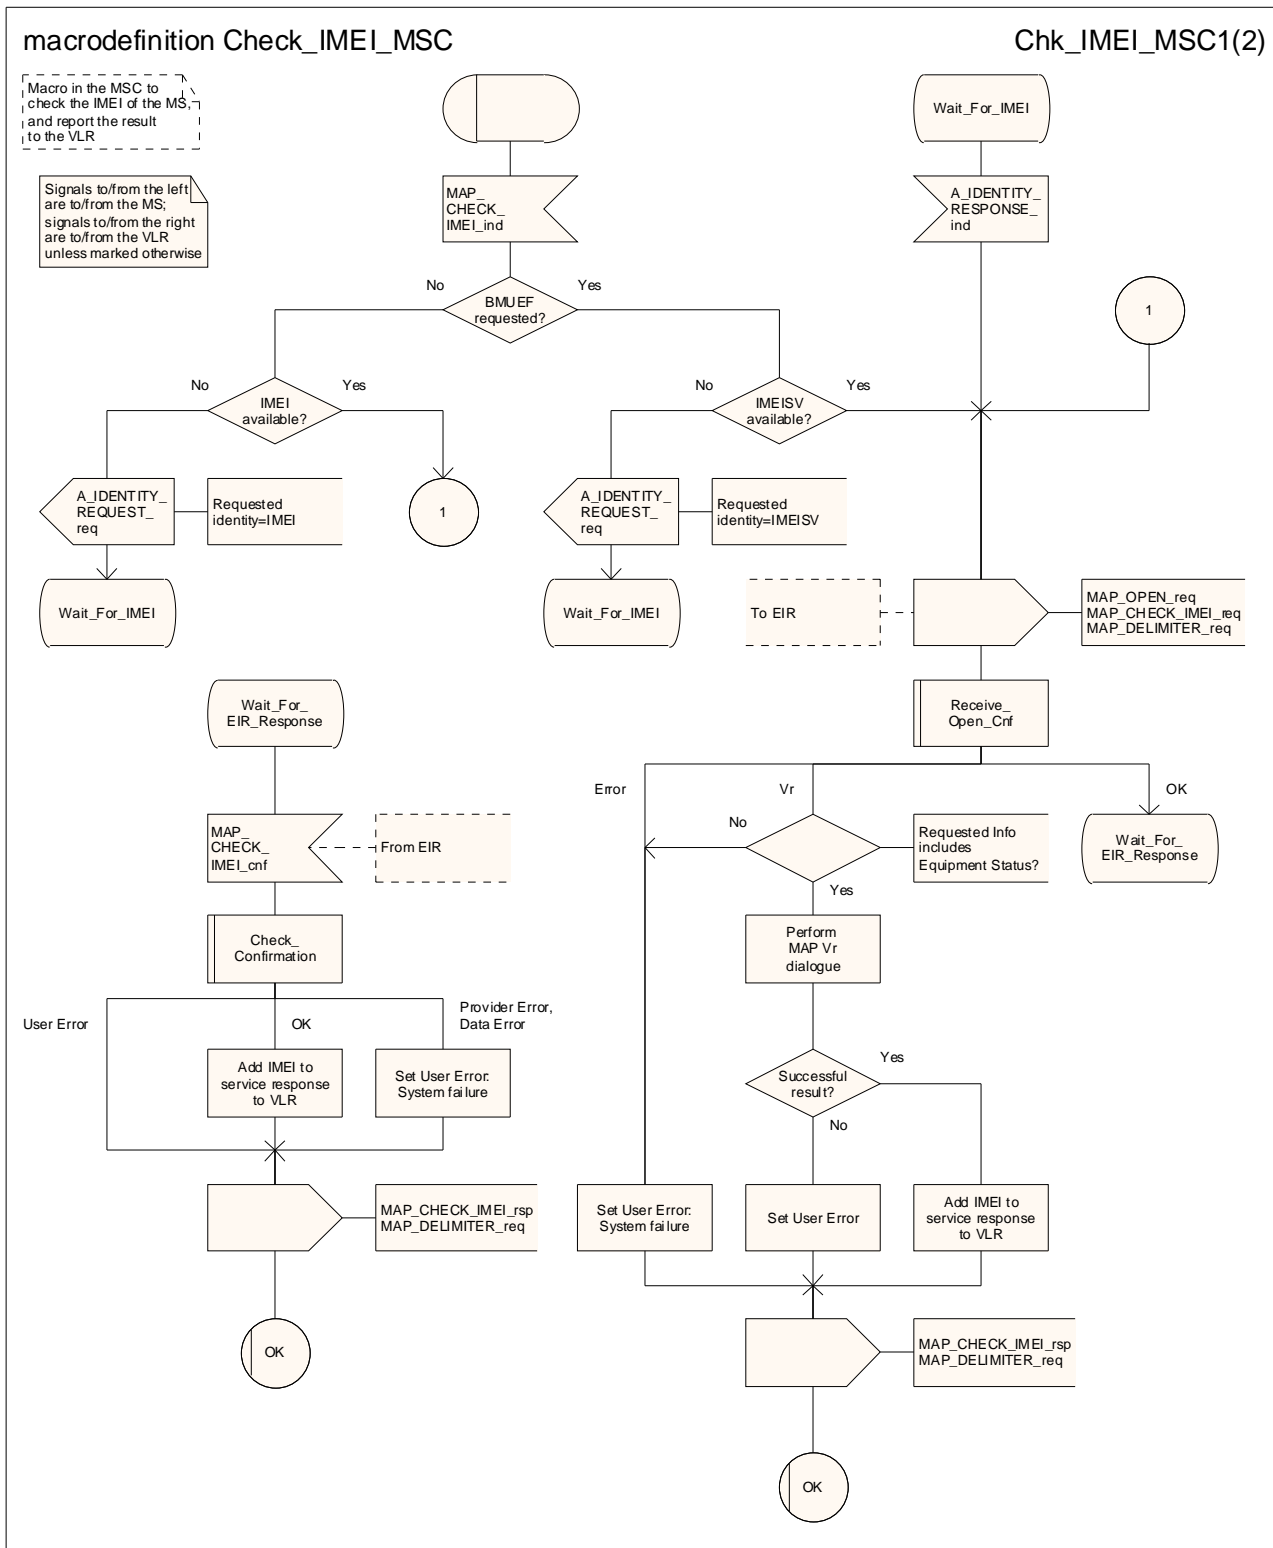 macrodefinition Check_IMEI_MSC
Chk_IMEI_MSC1(2)
Macro in the MSC to
check the IMEI of the MS,
and report the result
to the VLR
Wait_For_IMEI
Signals to/from the left
are to/from the MS;
signals to/from the right
are to/from the VLR
unless marked otherwise
MAP_
CHECK_
IMEI_ind
A_IDENTITY_
RESPONSE_
ind
No
Yes
BMUEF
requested?
1
No
Yes
IMEI
available?
No
Yes
IMEISV
available?
A_IDENTITY_
REQUEST_
req
Requested
identity=IMEI
1
A_IDENTITY_
REQUEST_
req
Requested
identity=IMEISV
Wait_For_IMEI
Wait_For_IMEI
To EIR
MAP_OPEN_req
MAP_CHECK_IMEI_req
MAP_DELIMITER_req
Wait_For_
EIR_Response
Receive_
Open_Cnf
Error
Vr
OK
MAP_
CHECK_
IMEI_cnf
From EIR
No
Requested Info
includes
Equipment Status?
Wait_For_
EIR_Response
Yes
Check_
Confirmation
Perform
MAP Vr
dialogue
User Error
OK
Provider Error,
Data Error
Add IMEI to
service response
to VLR
Set User Error:
System failure
Successful
result?
Yes
No
MAP_CHECK_IMEI_rsp
MAP_DELIMITER_req
Set User Error:
System failure
Set User Error
Add IMEI to
service response
to VLR
OK
MAP_CHECK_IMEI_rsp
MAP_DELIMITER_req
OK